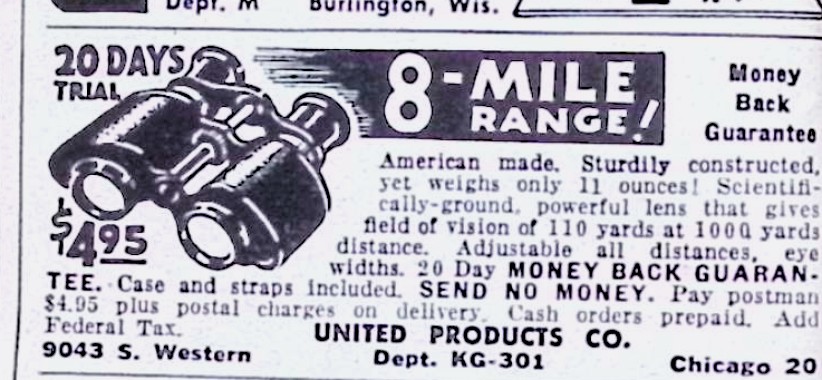 Dept. M Burlington, Wis.
20 DAYS
TRIAL
8-MILE
RANGE!
Money
Back
Guarantee
$4.95
American made. Sturdily constructed,
yet weighs only 11 ounces! Scientifi-
cally-ground, powerful lens that gives
field of vision of 110 yards at 1000 yards
distance. Adjustable all distances, eye
widths. 20 Day MONEY BACK GUARAN-
TEE. Case and straps included. SEND NO MONEY. Pay postman
$4.95 plus postal charges on delivery. Cash orders prepaid. Add
Federal Tax.
UNITED PRODUCTS CO.
9043 S. Western Dept. KG-301 Chicago 20